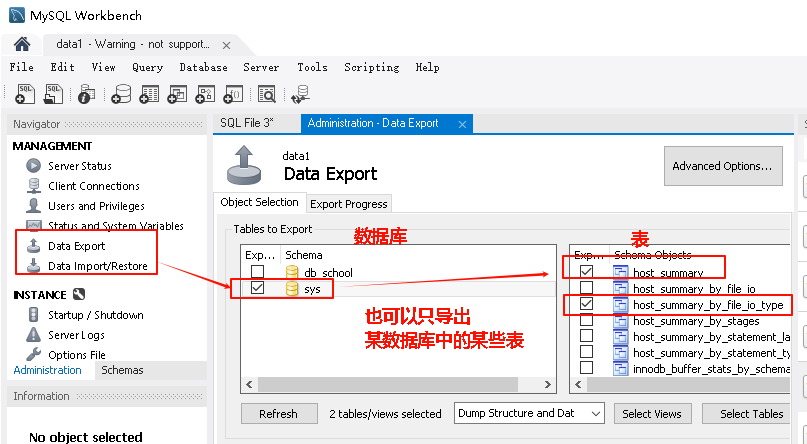 MySQL Workbench
data1 - Warning - not support...
File Edit View Query Database Server Tools Scripting Help
Navigator
SQL File 3*
Administration - Data Export
MANAGEMENT
Server Status
Client Connections
Users and Privileges
Status and System Variables
Data Export
Data Import/Restore
INSTANCE
Startup / Shutdown
Server Logs
Options File
Administration Schemas
Information
No object selected
data1
Data Export
Advanced Options...
Object Selection Export Progress
Tables to Export
数据库
表
Exp... Schema
db_school
sys
Exp... Schema Objects
host_summary
host_summary_by_file_io
host_summary_by_file_io_type
host_summary_by_stages
host_summary_by_statement_la
host_summary_by_statement_ty
innodb_buffer_stats_by_schema
也可以只导出
某数据库中的某些表
Refresh
2 tables/views selected
Dump Structure and Dat
Select Views
Select Tables